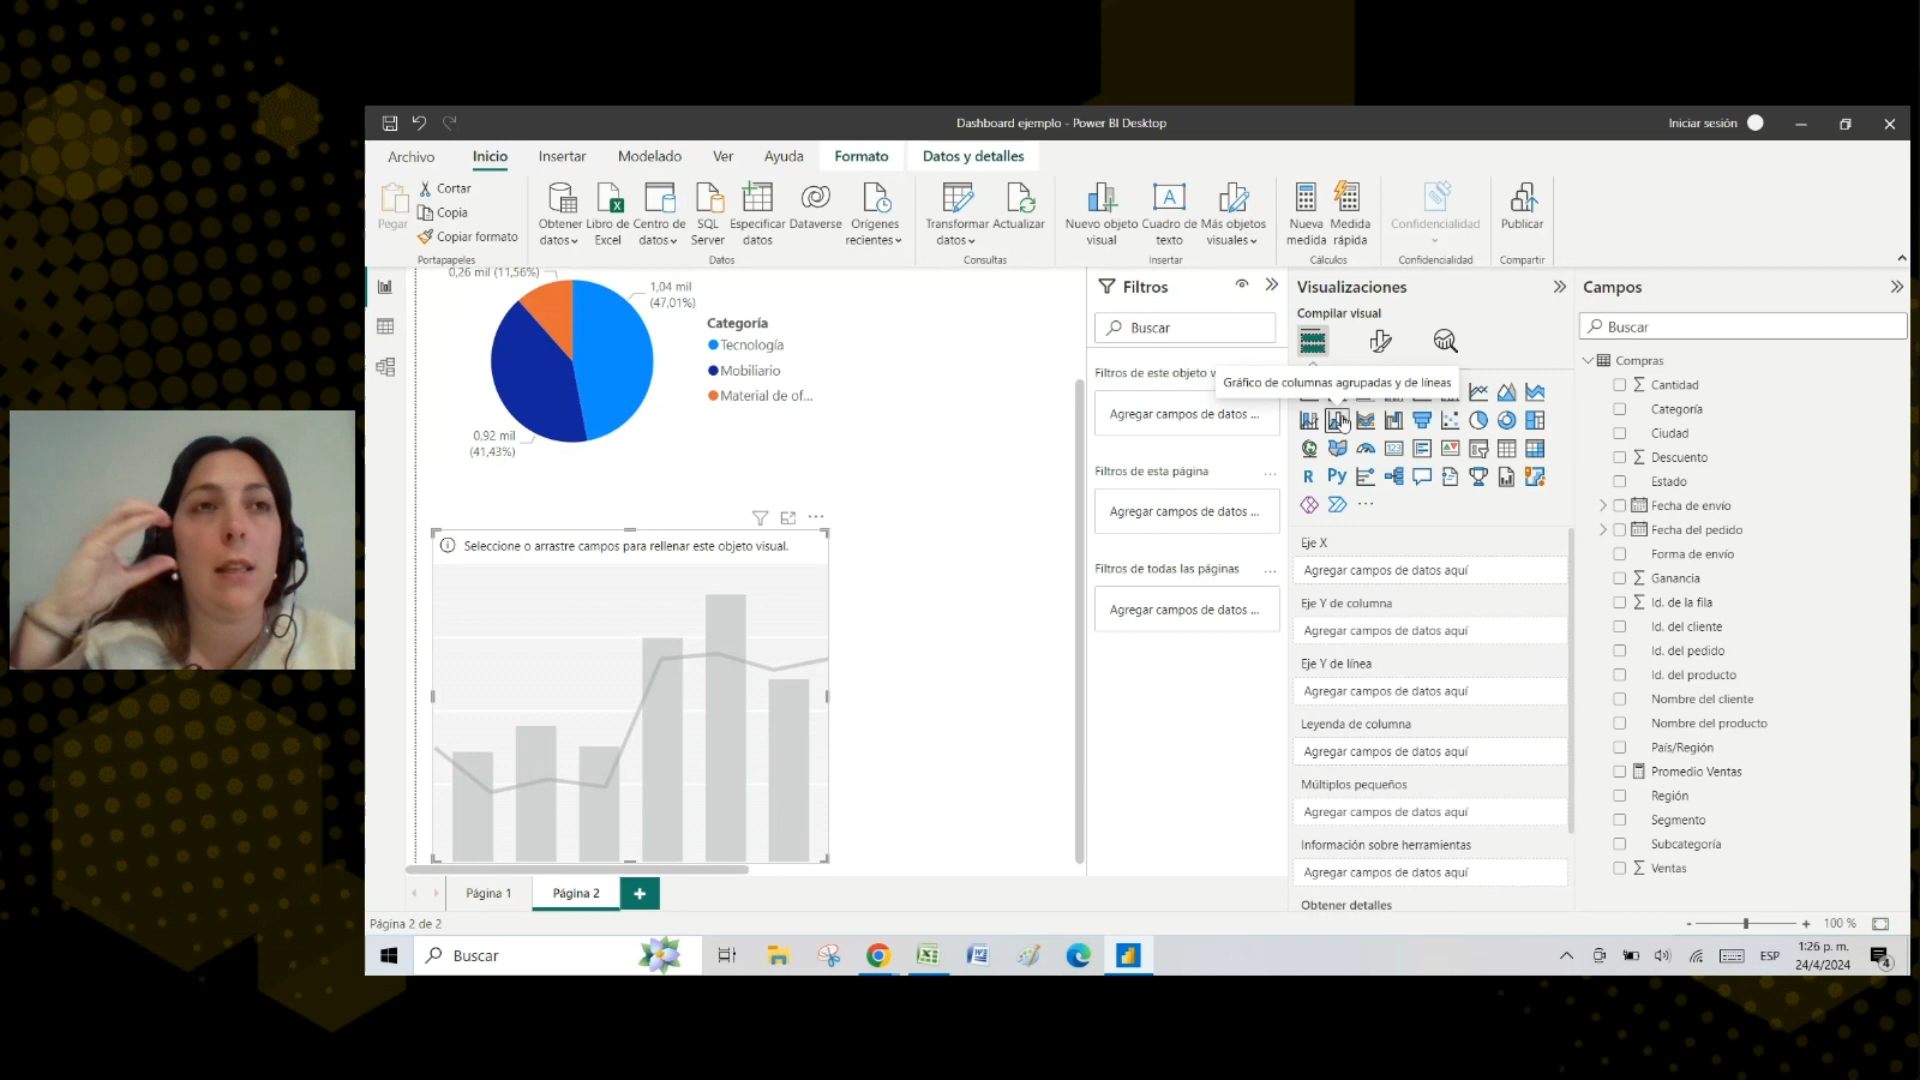 Dashboard ejemplo - Power BI Desktop
Iniciar sesión
Archivo
Inicio
Insertar
Modelado
Ver
Ayuda
Formato
Datos y detalles
Pegar
Cortar
Copia
Copiar formato
Portapapeles
Obtener datos
Libro de Excel
Centro de datos
SQL Server
Especificar datos
Dataverse
Orígenes recientes
Datos
Transformar datos
Actualizar
Consultas
Nuevo objeto visual
Cuadro de texto
Más objetos visuales
Insertar
Nueva medida
Medida rápida
Cálculos
Confidencialidad
Confidencialidad
Publicar
Compartir
0,26 mil (11,56%)
1,04 mil
(47,01%)
0,92 mil
(41,43%)
Categoría
Tecnología
Mobiliario
Material de of...
Seleccione o arrastre campos para rellenar este objeto visual.
Filtros
Buscar
Filtros de este objeto v
Agregar campos de datos ...
Filtros de esta página
...
Agregar campos de datos ...
Filtros de todas las páginas
...
Agregar campos de datos ...
Visualizaciones
Compilar visual
Gráfico de columnas agrupadas y de líneas
123
R
Py
...
Eje X
Agregar campos de datos aquí
Eje Y de columna
Agregar campos de datos aquí
Eje Y de línea
Agregar campos de datos aquí
Leyenda de columna
Agregar campos de datos aquí
Múltiplos pequeños
Agregar campos de datos aquí
Información sobre herramientas
Agregar campos de datos aquí
Obtener detalles
Campos
Buscar
Compras
Cantidad
Categoría
Ciudad
Descuento
Estado
Fecha de envío
Fecha del pedido
Forma de envío
Ganancia
Id. de la fila
Id. del cliente
Id. del pedido
Id. del producto
Nombre del cliente
Nombre del producto
País/Región
Promedio Ventas
Región
Segmento
Subcategoría
Ventas
Página 1
Página 2
+
Página 2 de 2
- + 100 %
Buscar
ESP
1:26 p. m.
24/4/2024
4